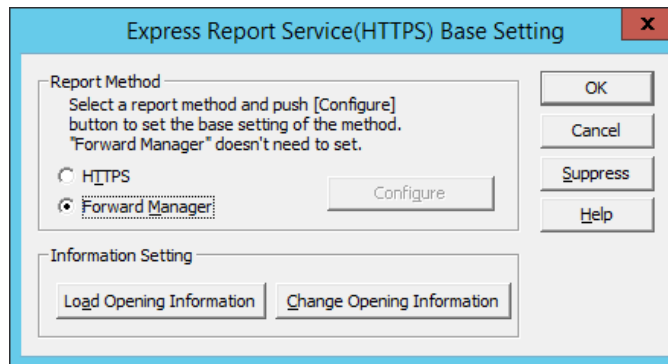 Express Report Service(HTTPS) Base Setting
x
Report Method
Select a report method and push [Configure]
button to set the base setting of the method.
"Forward Manager" doesn't need to set.
HTTPS
Forward Manager
Configure
OK
Cancel
Suppress
Help
Information Setting
Load Opening Information
Change Opening Information